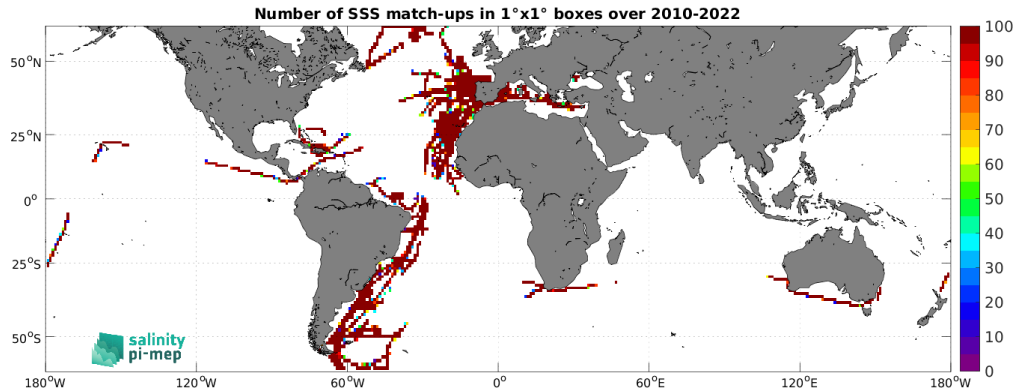 Number of SSS match-ups in 1°x1° boxes over 2010-2022
100
90
80
70
60
50
40
30
20
10
0
50°N
25°N
0°
25°S
50°S
salinity
pi-mep
180°W
120°W
60°W
0°
60°E
120°E
180°W